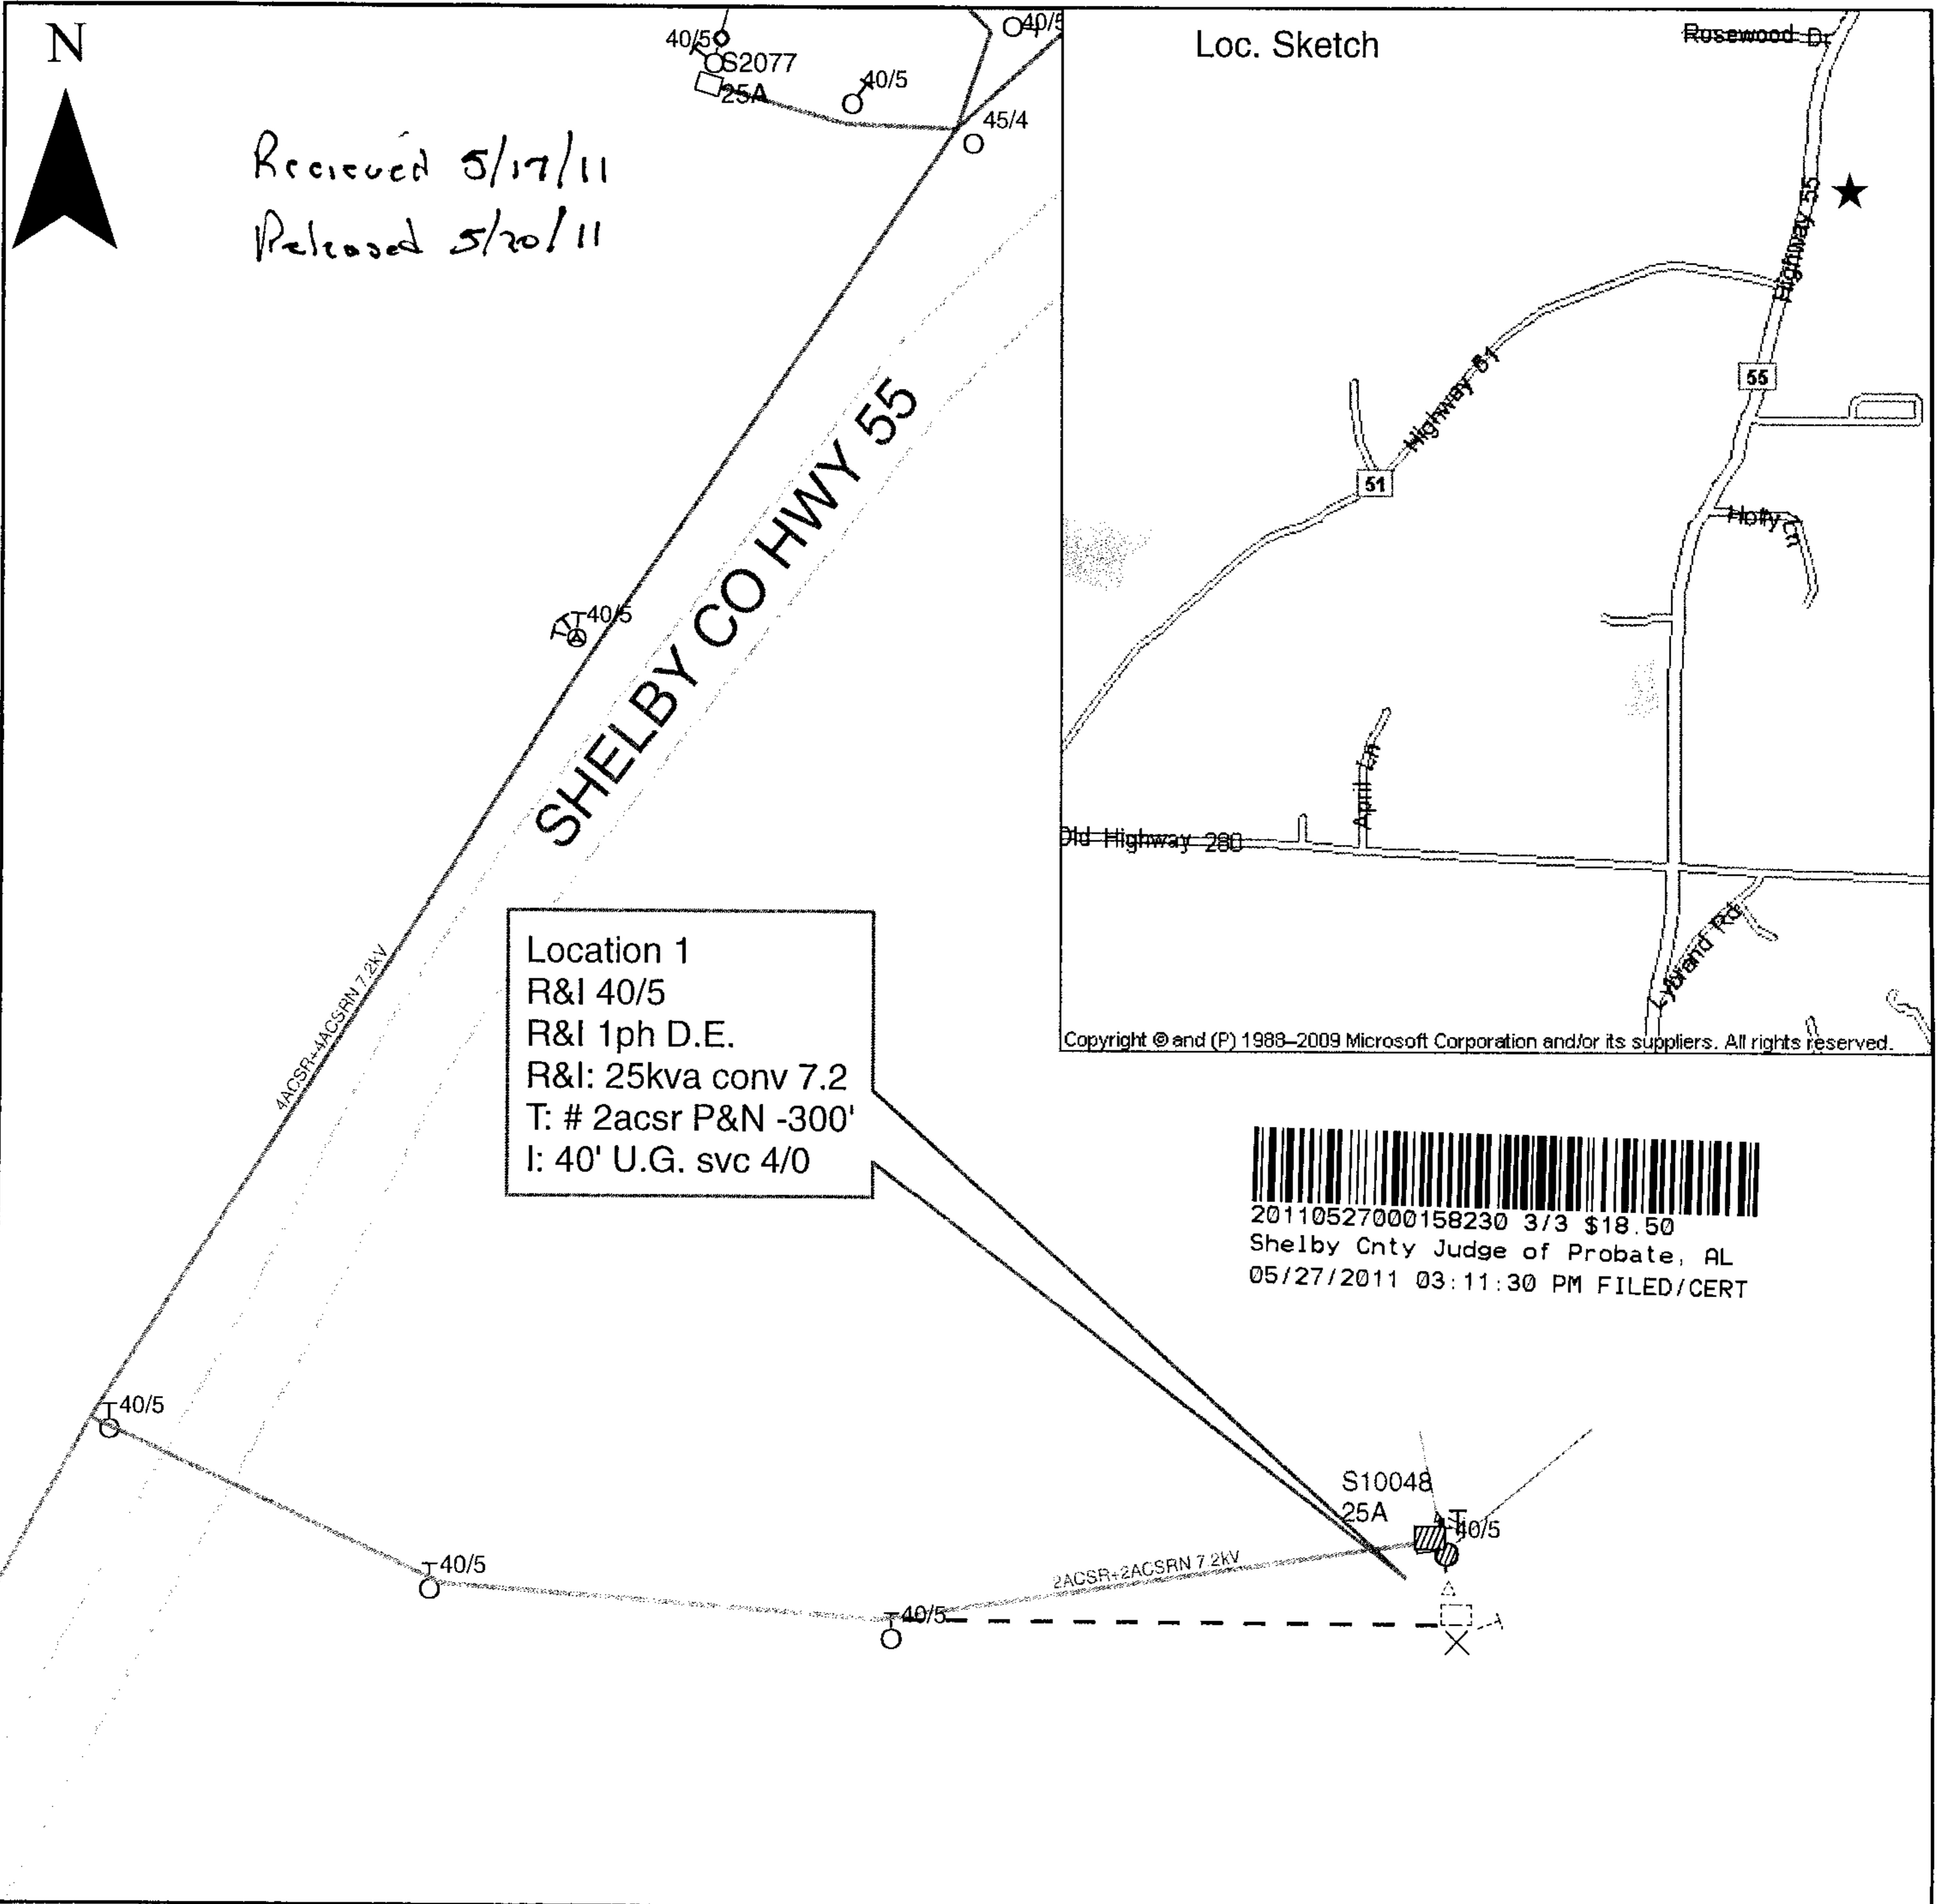 N
Recieved 5/17/11
Released 5/20/11
40/5
S2077
25A
40/5
40/5
45/4
SHELBY CO HWY 55
40/5
4ACSR+4ACSRN 7.2kV
Location 1
R&I 40/5
R&I 1ph D.E.
R&I: 25kva conv 7.2
T: # 2acsr P&N -300'
I: 40' U.G. svc 4/0
40/5
40/5
40/5
2ACSR+2ACSRN 7.2kV
S10048
25A
40/5
Loc. Sketch
Rosewood Dr
Highway 55
55
Highway 51
51
Holly Ln
April Ln
Old Highway 280
Lybrand Rd
Copyright © and (P) 1988–2009 Microsoft Corporation and/or its suppliers. All rights reserved.
20110527000158230 3/3 $18.50
Shelby Cnty Judge of Probate, AL
05/27/2011 03:11:30 PM FILED/CERT